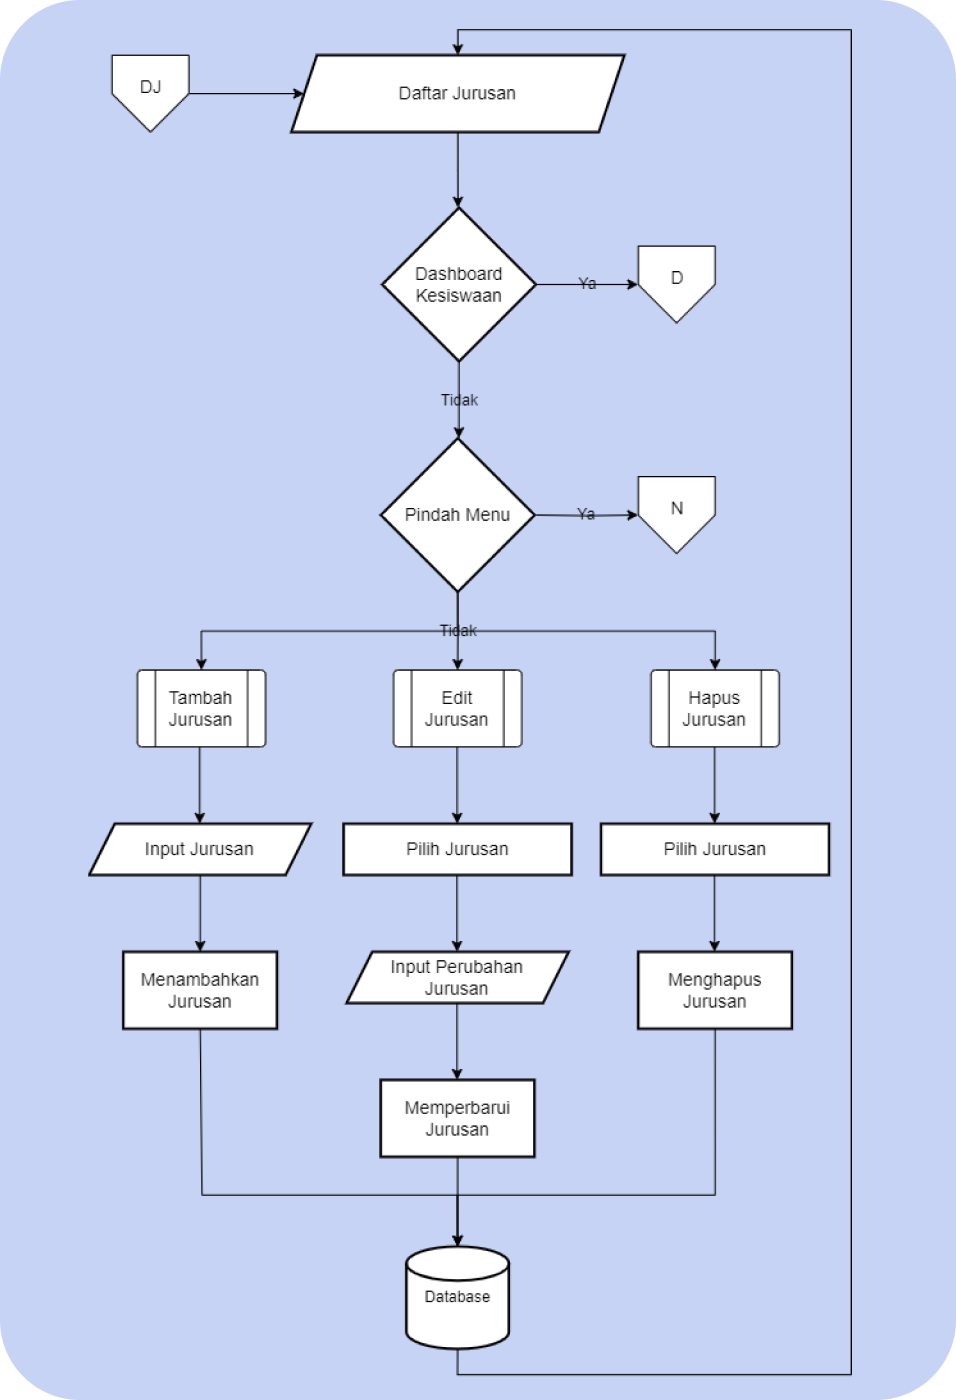 DJ
Daftar Jurusan
Dashboard
Kesiswaan
Ya
D
Tidak
Pindah Menu
Ya
N
Tidak
Tambah
Jurusan
Edit
Jurusan
Hapus
Jurusan
Input Jurusan
Pilih Jurusan
Pilih Jurusan
Menambahkan
Jurusan
Input Perubahan
Jurusan
Menghapus
Jurusan
Memperbarui
Jurusan
Database